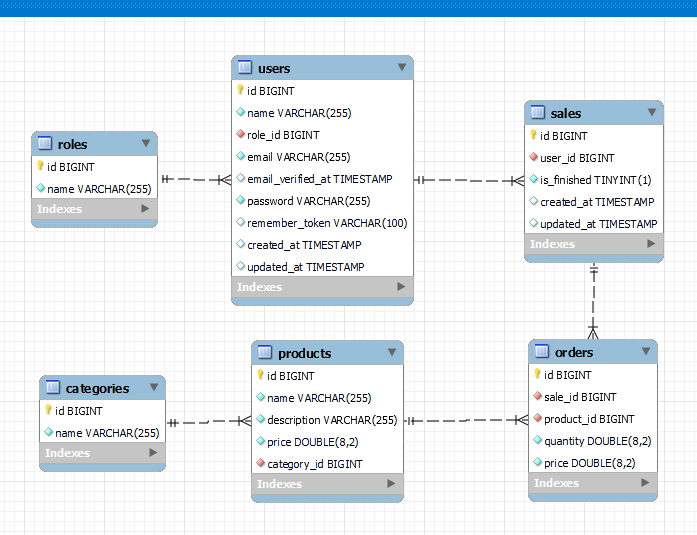 users
id BIGINT
name VARCHAR(255)
role_id BIGINT
email VARCHAR(255)
email_verified_at TIMESTAMP
password VARCHAR(255)
remember_token VARCHAR(100)
created_at TIMESTAMP
updated_at TIMESTAMP
Indexes
sales
id BIGINT
user_id BIGINT
is_finished TINYINT(1)
created_at TIMESTAMP
updated_at TIMESTAMP
Indexes
roles
id BIGINT
name VARCHAR(255)
Indexes
products
id BIGINT
name VARCHAR(255)
description VARCHAR(255)
price DOUBLE(8,2)
category_id BIGINT
Indexes
orders
id BIGINT
sale_id BIGINT
product_id BIGINT
quantity DOUBLE(8,2)
price DOUBLE(8,2)
Indexes
categories
id BIGINT
name VARCHAR(255)
Indexes